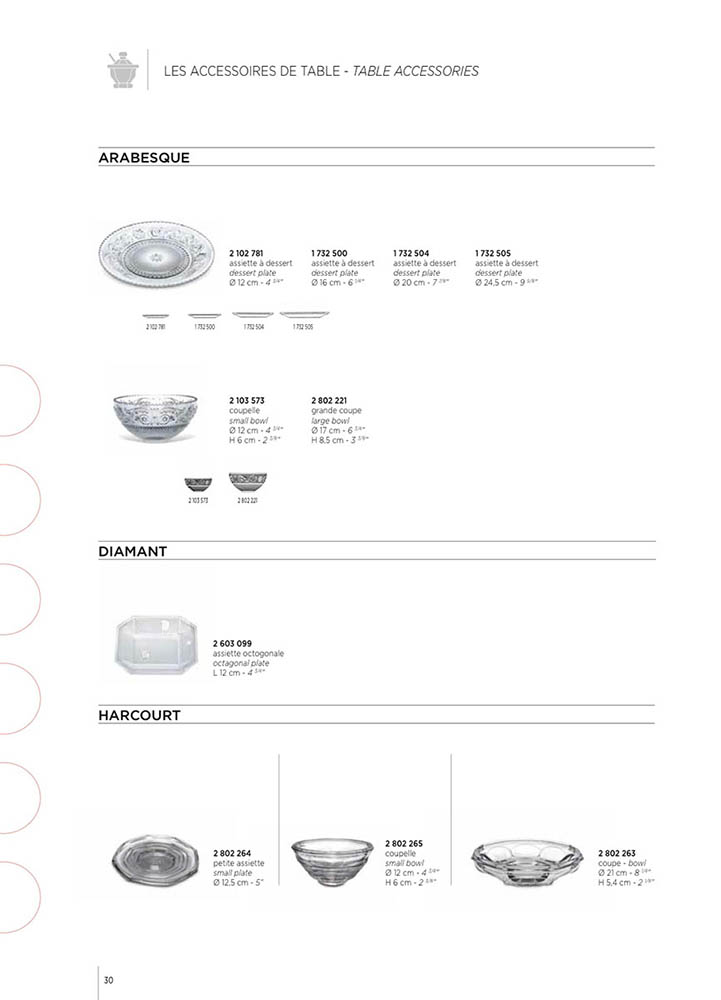 LES ACCESSOIRES DE TABLE - TABLE ACCESSORIES
ARABESQUE
2 102 781
assiette à dessert
dessert plate
Ø 12 cm - 4 3/4"
1 732 500
assiette à dessert
dessert plate
Ø 16 cm - 6 1/4"
1 732 504
assiette à dessert
dessert plate
Ø 20 cm - 7 7/8"
1 732 505
assiette à dessert
dessert plate
Ø 24,5 cm - 9 5/8"
2 102 781
1 732 500
1 732 504
1 732 505
2 103 573
coupelle
small bowl
Ø 12 cm - 4 3/4"
H 6 cm - 2 3/8"
2 802 221
grande coupe
large bowl
Ø 17 cm - 6 3/4"
H 8,5 cm - 3 3/8"
2 103 573
2 802 221
DIAMANT
2 603 099
assiette octogonale
octagonal plate
L 12 cm - 4 3/4"
HARCOURT
2 802 264
petite assiette
small plate
Ø 12,5 cm - 5"
2 802 265
coupelle
small bowl
Ø 12 cm - 4 3/4"
H 6 cm - 2 3/8"
2 802 263
coupe - bowl
Ø 21 cm - 8 1/4"
H 5,4 cm - 2 1/8"
30